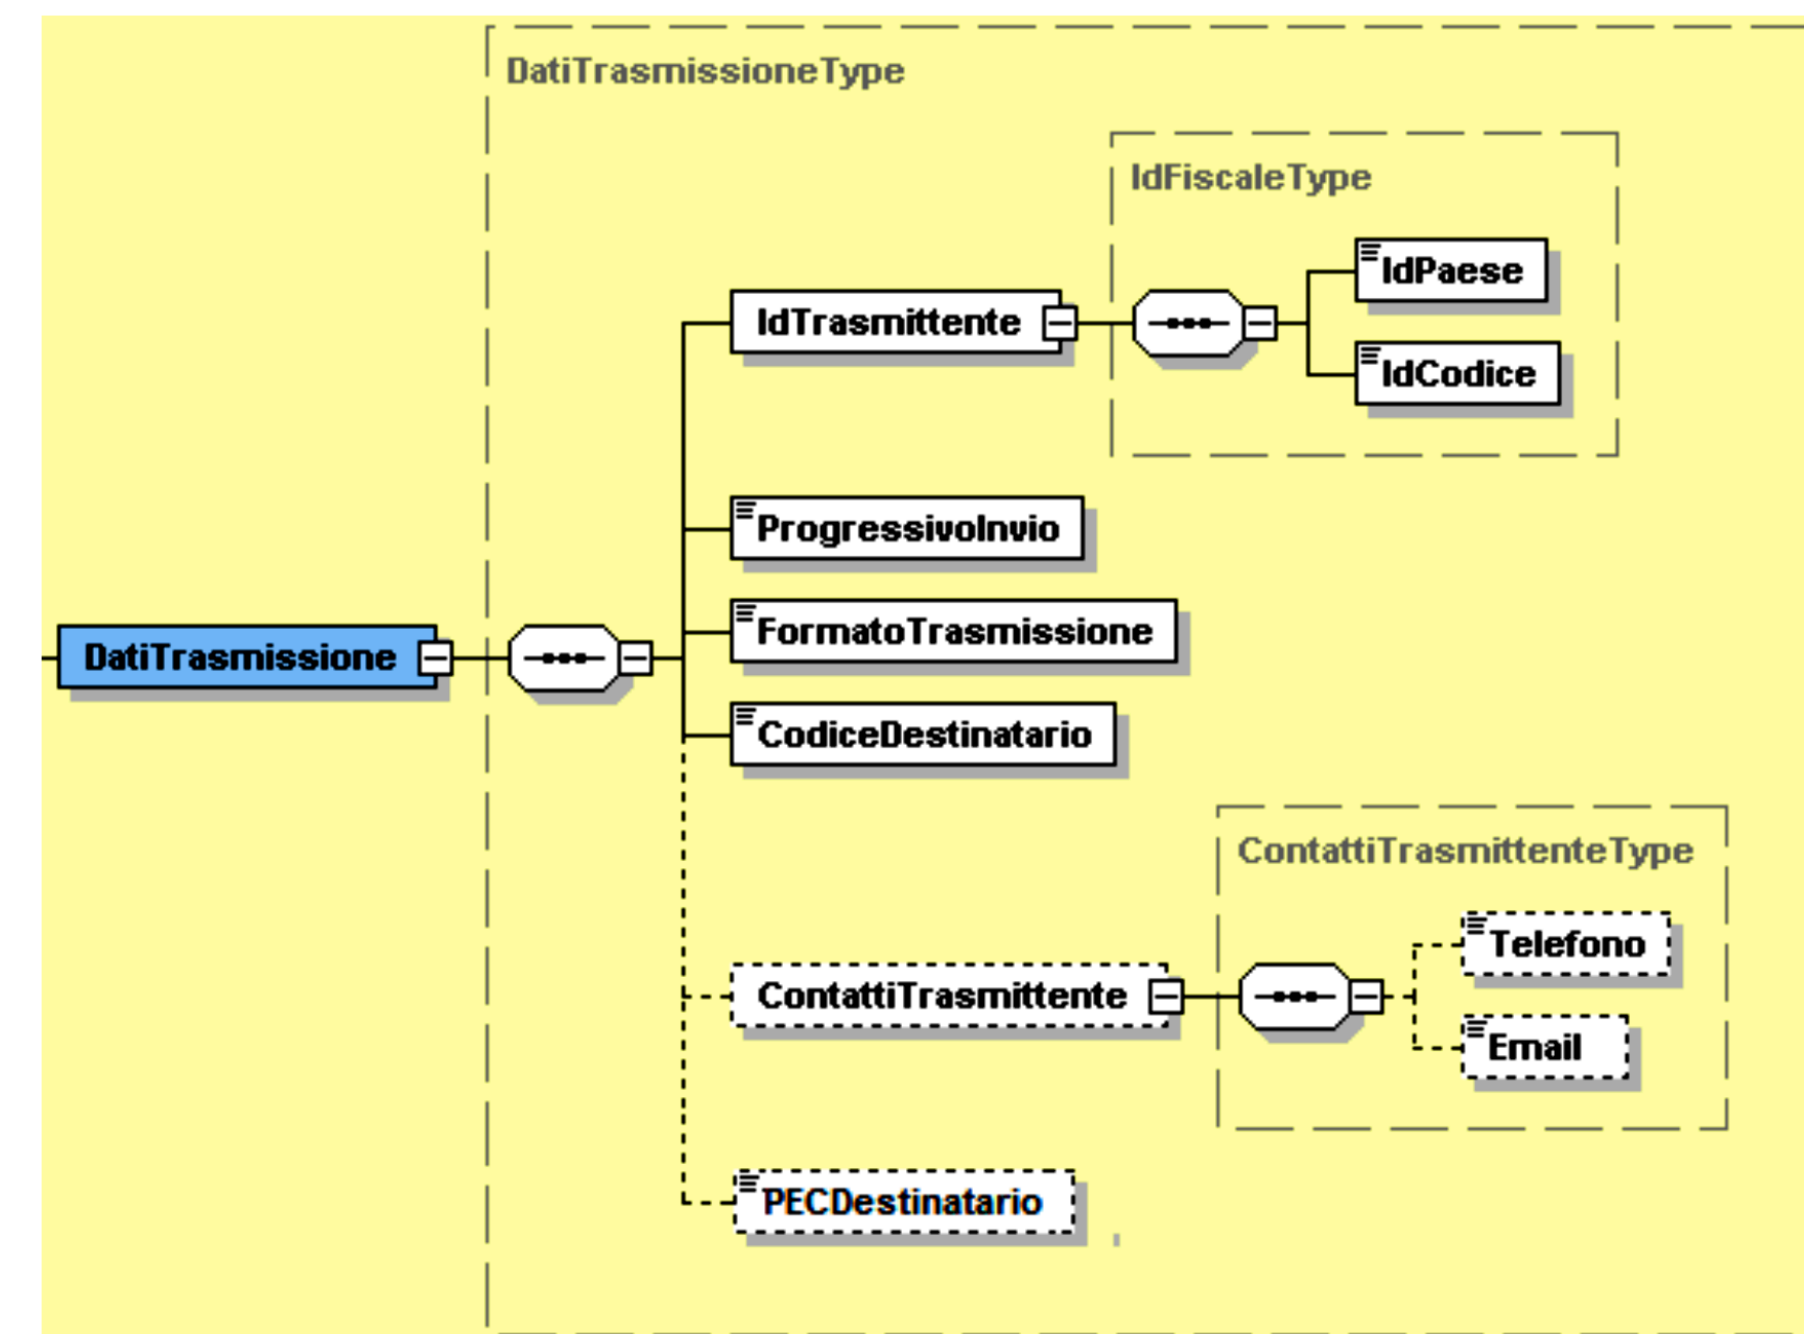 DatiTrasmissioneType
IdFiscaleType
IdPaese
IdTrasmittente
IdCodice
ProgressivoInvio
FormatoTrasmissione
DatiTrasmissione
CodiceDestinatario
ContattiTrasmittenteType
Telefono
ContattiTrasmittente
Email
PECDestinatario